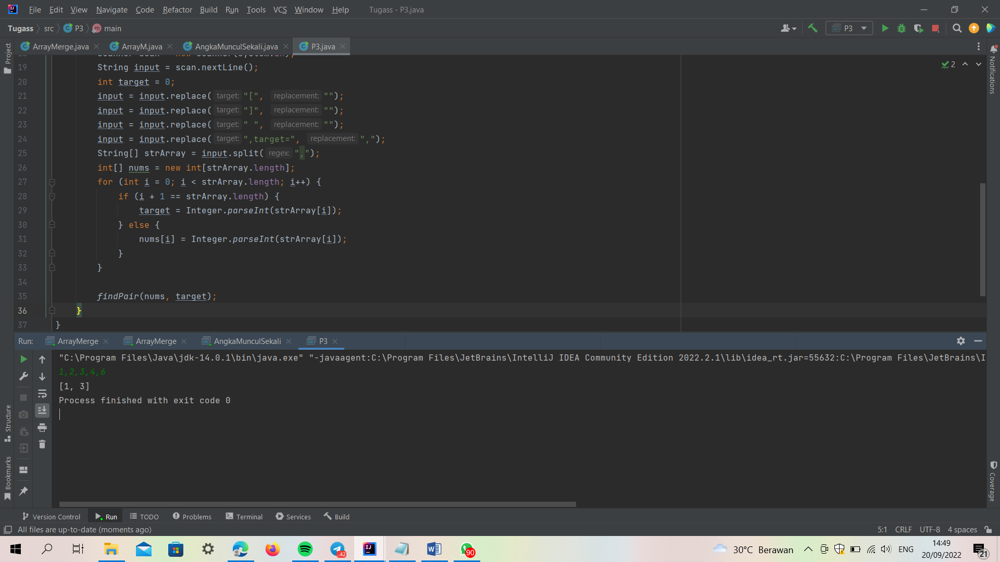 File Edit View Navigate Code Refactor Build Run Tools VCS Window Help Tugass - P3.java
Tugass src P3 main P3
ArrayMerge.java ArrayM.java AngkaMunculSekali.java P3.java
19 String input = scan.nextLine();
20 int target = 0;
21 input = input.replace( target: "[", replacement: "");
22 input = input.replace( target: "]", replacement: "");
23 input = input.replace( target: " ", replacement: "");
24 input = input.replace( target: ",target=", replacement: ",");
25 String[] strArray = input.split( regex: ",");
26 int[] nums = new int[strArray.length];
27 for (int i = 0; i < strArray.length; i++) {
28 if (i + 1 == strArray.length) {
29 target = Integer.parseInt(strArray[i]);
30 } else {
31 nums[i] = Integer.parseInt(strArray[i]);
32 }
33 }
34
35 findPair(nums, target);
36 }
37 }
2
Project
Structure
Bookmarks
Notifications
Coverage
Run: ArrayMerge ArrayMerge AngkaMunculSekali P3
"C:\Program Files\Java\jdk-14.0.1\bin\java.exe" "-javaagent:C:\Program Files\JetBrains\IntelliJ IDEA Community Edition 2022.2.1\lib\idea_rt.jar=55632:C:\Program Files\JetBrains\I
1,2,3,4,6
[1, 3]
Process finished with exit code 0
Version Control Run TODO Problems Terminal Services Build
All files are up-to-date (moments ago) 5:1 CRLF UTF-8 4 spaces
..42 90 30°C Berawan ENG 14:49
20/09/2022 21